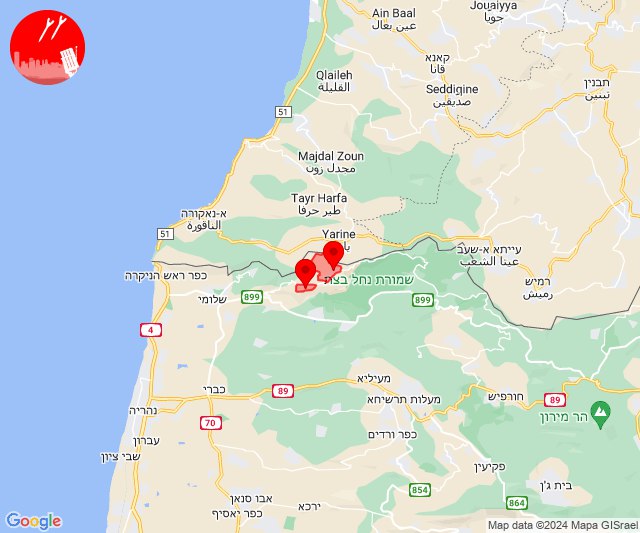 Jouaiyya
جويا
Ain Baal
عين بعال
קאנא
قانا
Qlaileh
القليلة
תבנין
تبنين
Seddigine
صديقين
51
Majdal Zoun
مجدل زون
Tayr Harfa
طير حرفا
א-נאקורה
الناقورة
51
Yarine
עייתא א-שעב
عيتا الشعب
כפר ראש הניקרה
רמיש
رميش
שמורת נחל בצת
שלומי
899
899
4
מעיליא
כברי
89
חורפיש
89
מעלות תרשיחא
הר מירון
נהריה
70
כפר ורדים
עברון
שבי ציון
פקיעין
בית ג'ן
854
864
אבו סנאן
ירכא
כפר יאסיף
Google
Map data ©2024 Mapa GISrael